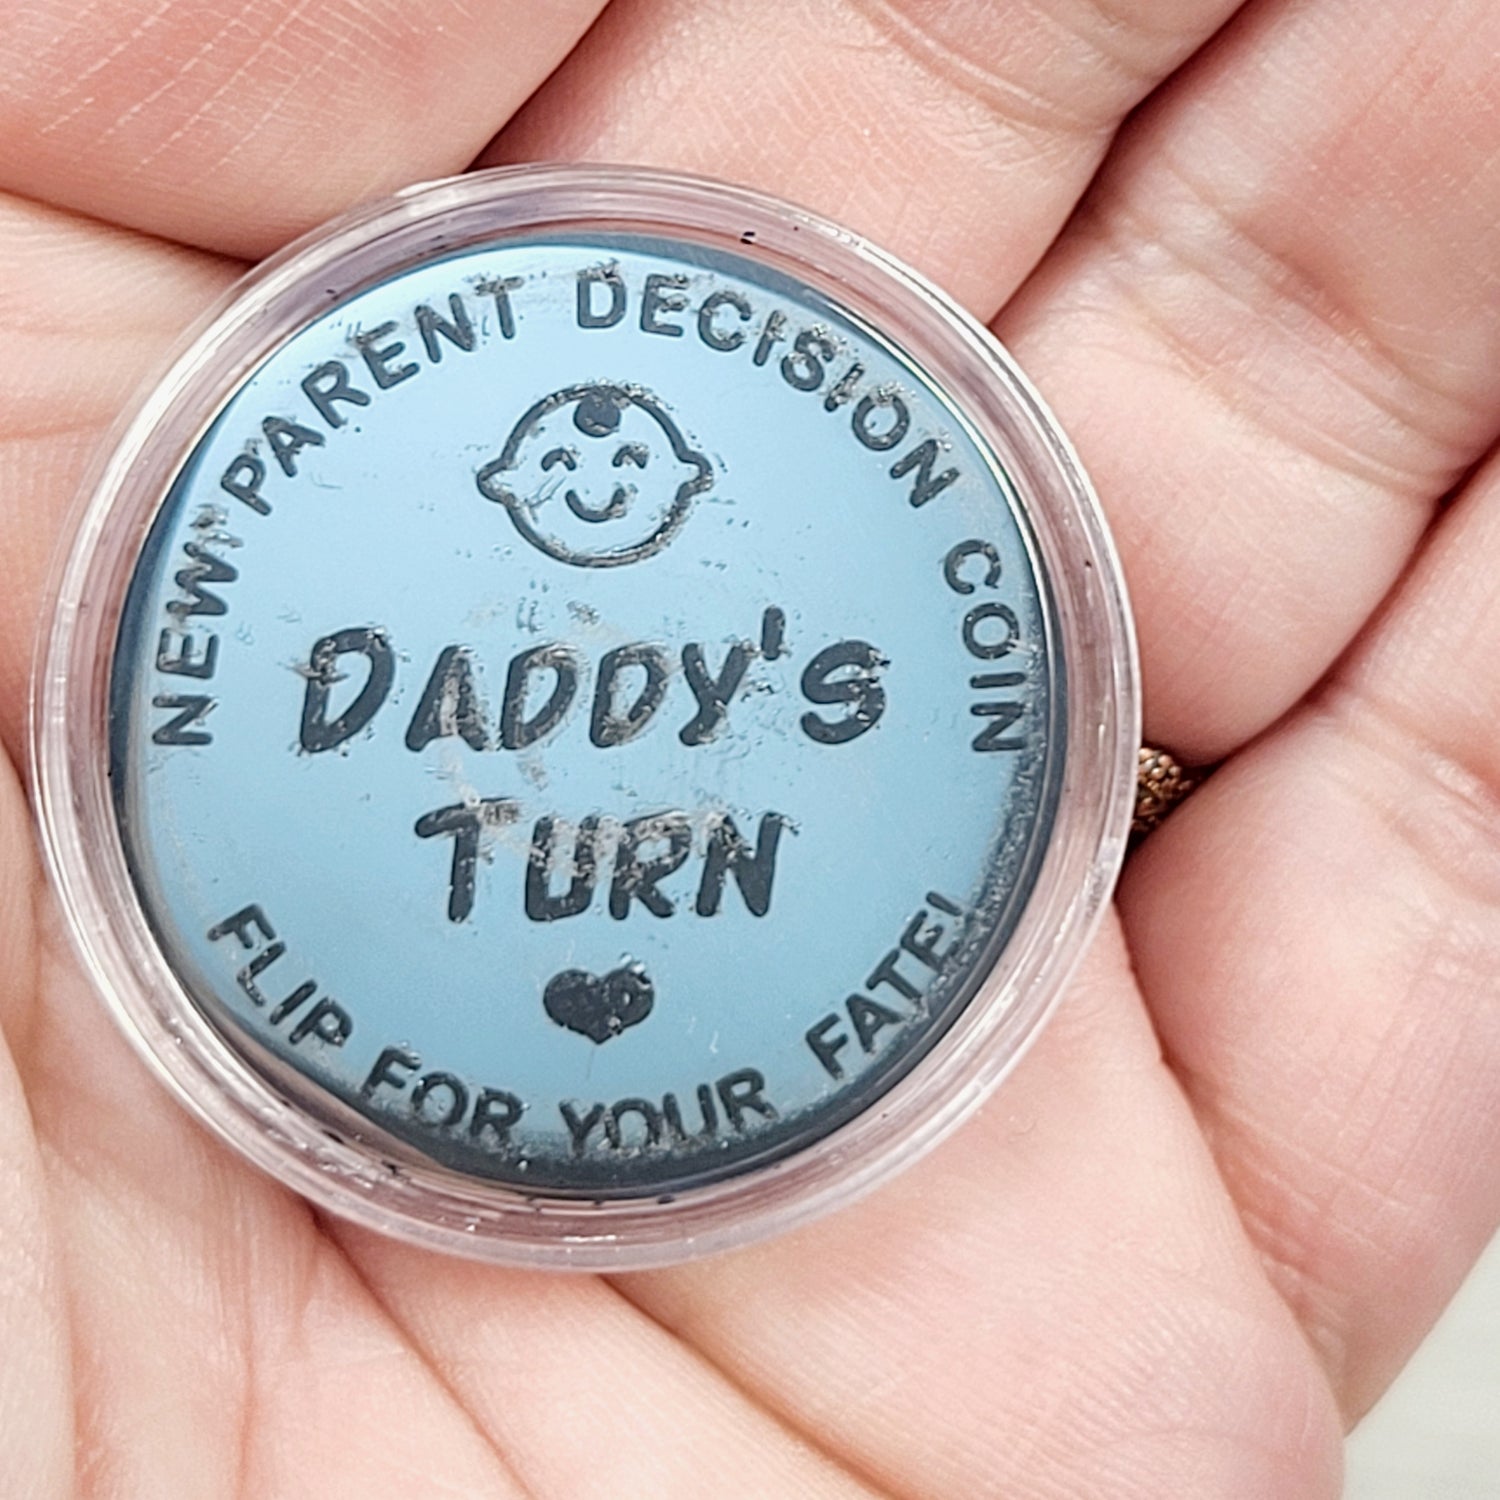 NEW PARENT DECISION COIN
DADDY'S
TURN
FLIP FOR YOUR FATE!